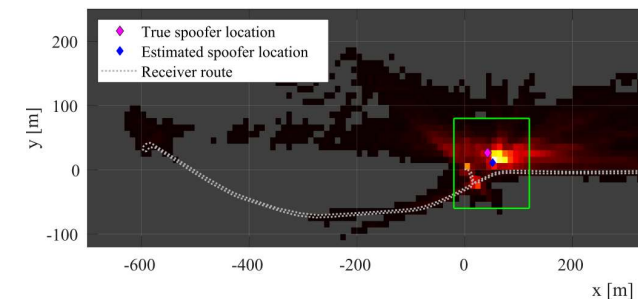 200
100
0
-100
y [m]
True spoofer location
Estimated spoofer location
Receiver route
-600
-400
-200
0
200
x [m]